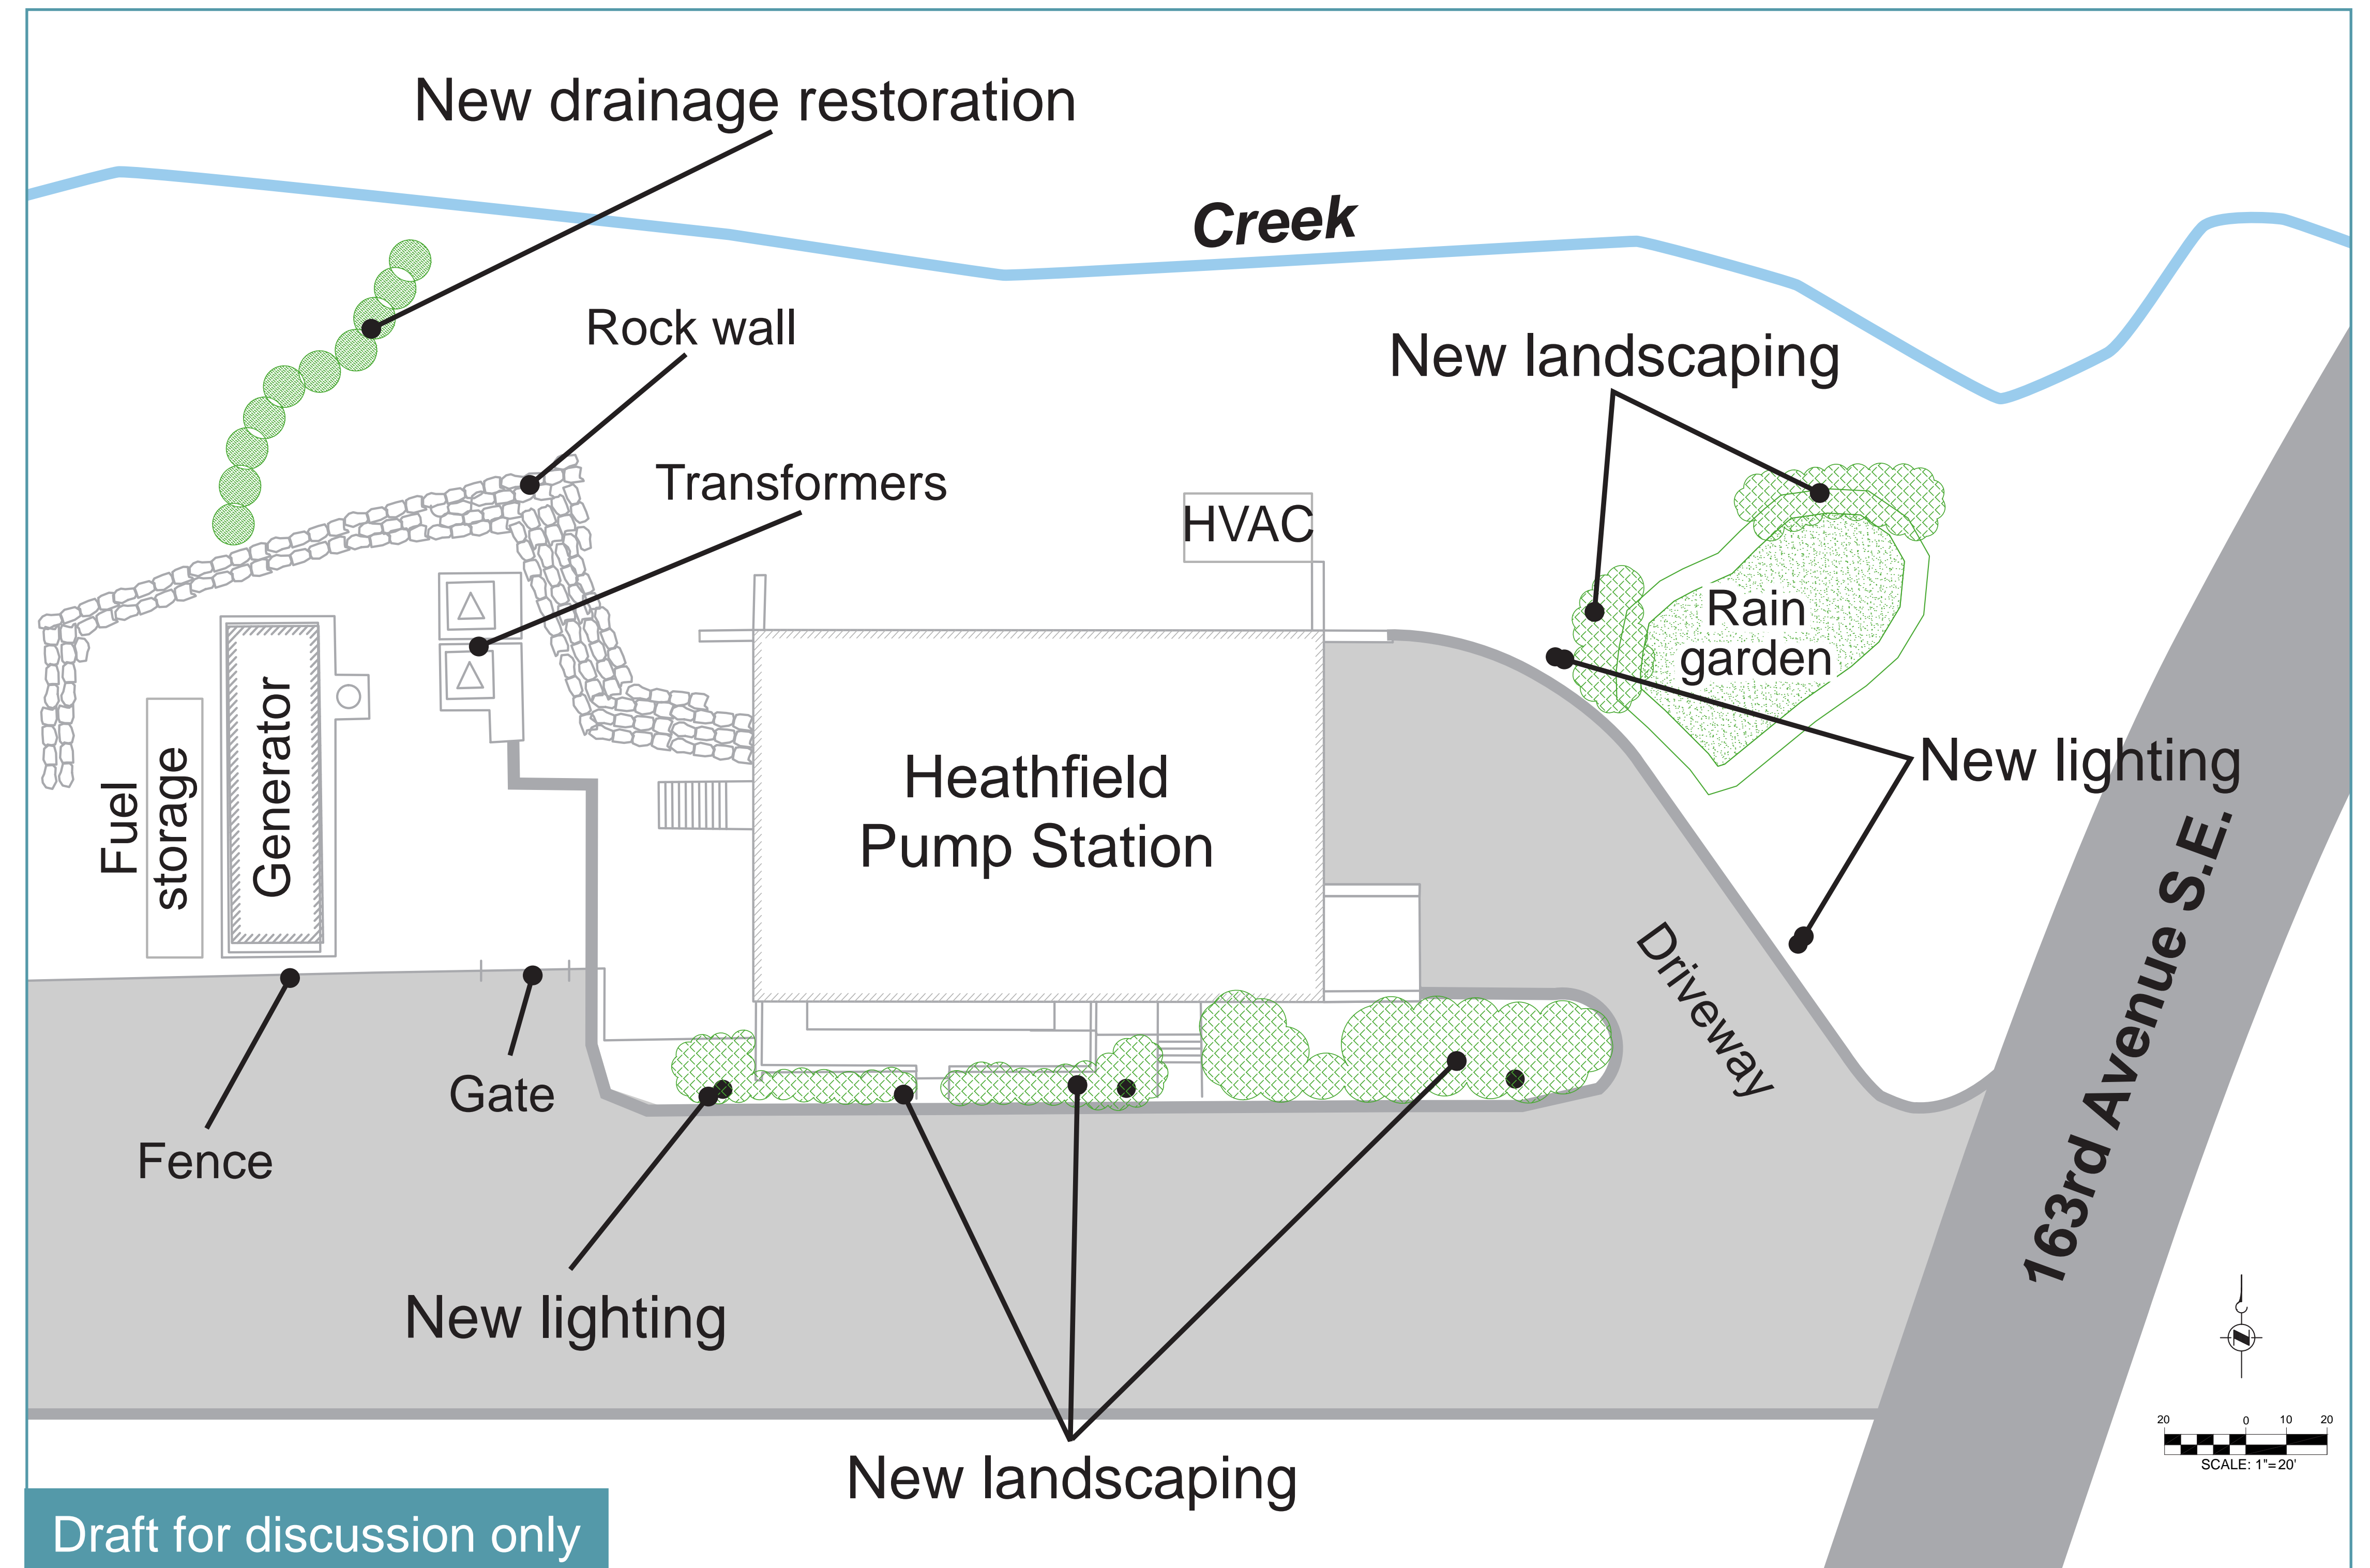 New drainage restoration
Creek
Rock wall
New landscaping
Transformers
HVAC
Rain
garden
Fuel
storage
Generator
Heathfield
Pump Station
New lighting
Driveway
163rd Avenue S.E.
Gate
Fence
New lighting
New landscaping
N
20 0 10 20
SCALE: 1"=20'
Draft for discussion only